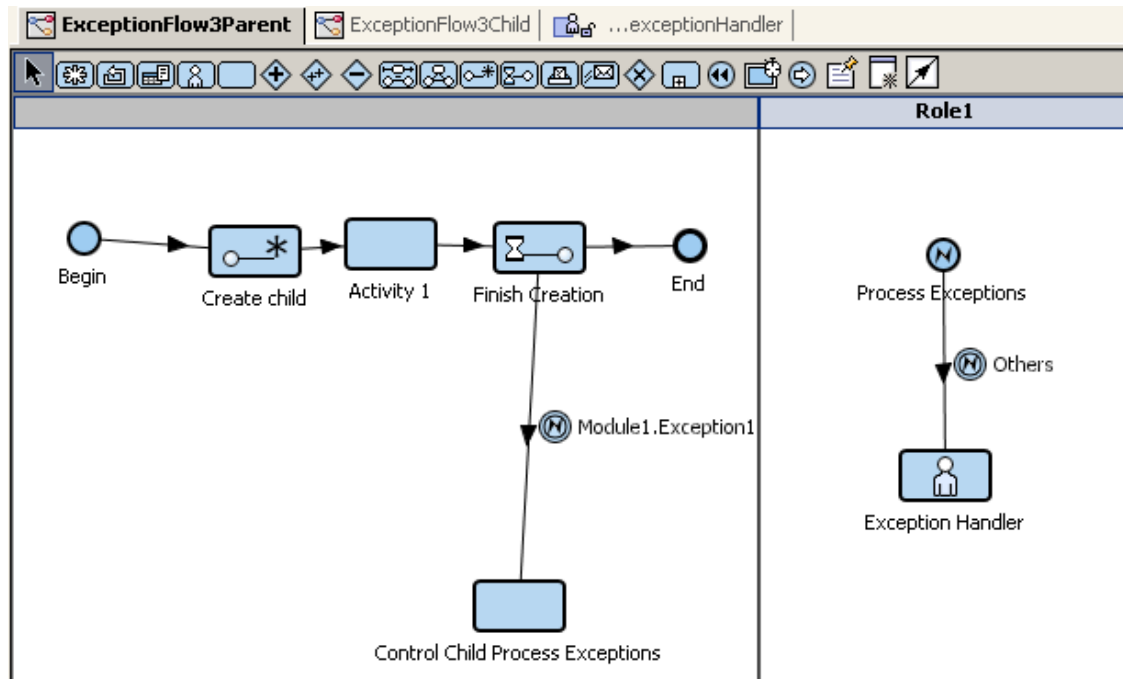 ExceptionFlow3Parent
ExceptionFlow3Child
...exceptionHandler
Role1
Begin
Create child
Activity 1
Finish Creation
End
Process Exceptions
Others
Module1.Exception1
Exception Handler
Control Child Process Exceptions